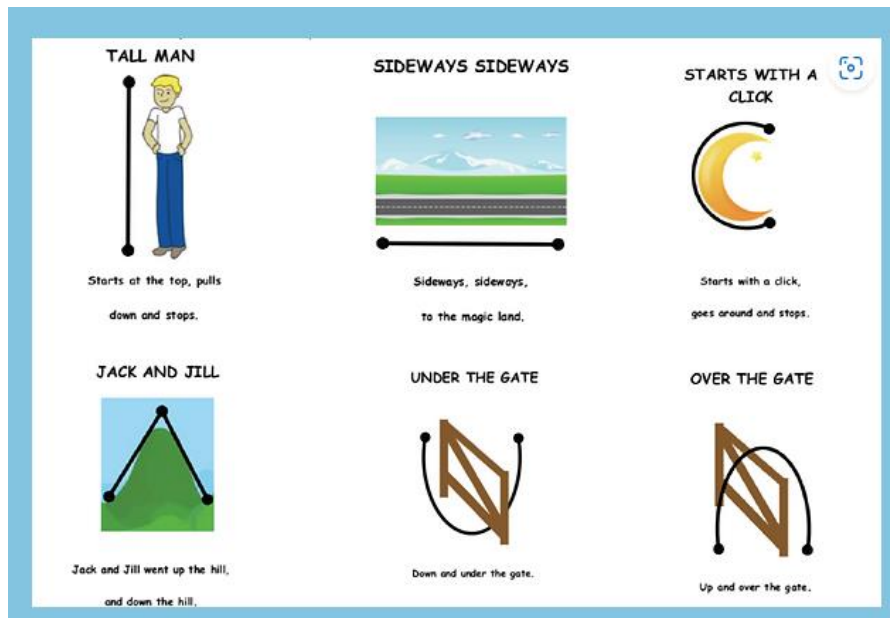 TALL MAN
Starts at the top, pulls
down and stops.
SIDEWAYS SIDEWAYS
Sideways, sideways,
to the magic land.
STARTS WITH A
CLICK
Starts with a click,
goes around and stops.
JACK AND JILL
Jack and Jill went up the hill,
and down the hill.
UNDER THE GATE
Down and under the gate.
OVER THE GATE
Up and over the gate.